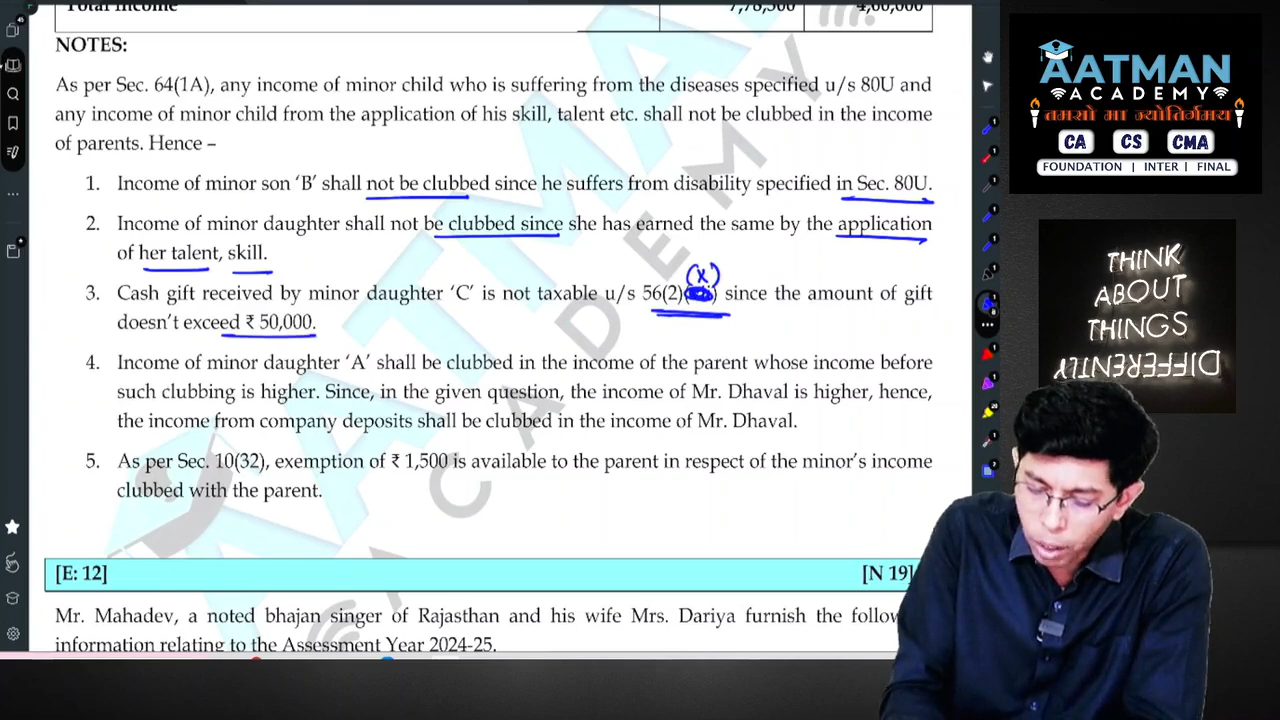 Total Income 7,78,500 4,60,000
NOTES:
As per Sec. 64(1A), any income of minor child who is suffering from the diseases specified u/s 80U and
any income of minor child from the application of his skill, talent etc. shall not be clubbed in the income
of parents. Hence –
1. Income of minor son ‘B’ shall not be clubbed since he suffers from disability specified in Sec. 80U.
2. Income of minor daughter shall not be clubbed since she has earned the same by the application
of her talent, skill.
(x)
3. Cash gift received by minor daughter ‘C’ is not taxable u/s 56(2) since the amount of gift
doesn’t exceed ₹ 50,000.
4. Income of minor daughter ‘A’ shall be clubbed in the income of the parent whose income before
such clubbing is higher. Since, in the given question, the income of Mr. Dhaval is higher, hence,
the income from company deposits shall be clubbed in the income of Mr. Dhaval.
5. As per Sec. 10(32), exemption of ₹ 1,500 is available to the parent in respect of the minor’s income
clubbed with the parent.
[E: 12] [N 19]
Mr. Mahadev, a noted bhajan singer of Rajasthan and his wife Mrs. Dariya furnish the
information relating to the Assessment Year 2024-25.
AATMAN
ACADEMY
तमसो मा ज्योतिर्गमय
CA CS CMA
FOUNDATION | INTER | FINAL
THINK
ABOUT
THINGS
DIFFERENTLY
AATMAN
ACADEMY